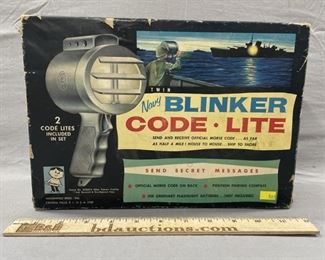 TWIN
Navy BLINKER
CODE · LITE
2
CODE LITES
INCLUDED
IN SET
SEND AND RECEIVE OFFICIAL MORSE CODE . . . AS FAR
AS HALF A MILE ! HOUSE TO HOUSE . . . SHIP TO SHORE
SEND SECRET MESSAGES
OFFICIAL MORSE CODE ON BACK
POSITION FINDING COMPASS
USE ORDINARY FLASHLIGHT BATTERIES
bdauctions.com